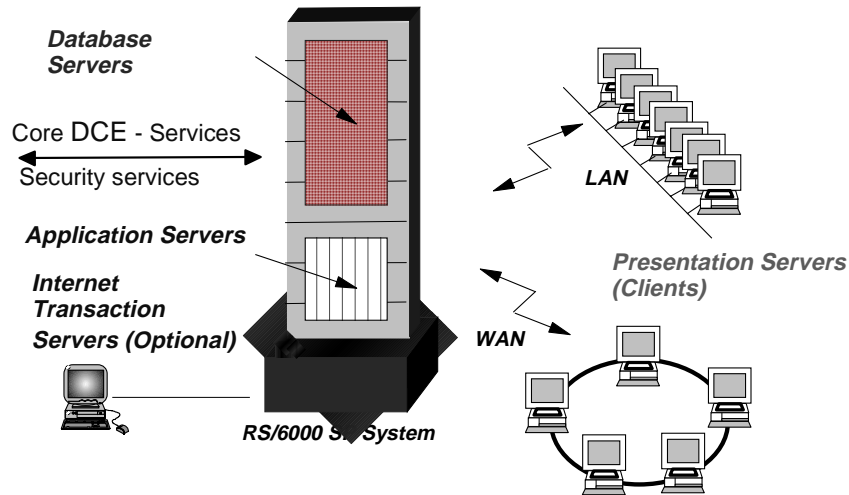 Database
Servers
Core DCE - Services
Security services
Application Servers
Internet
Transaction
Servers (Optional)
RS/6000 System
LAN
Presentation Servers
(Clients)
WAN